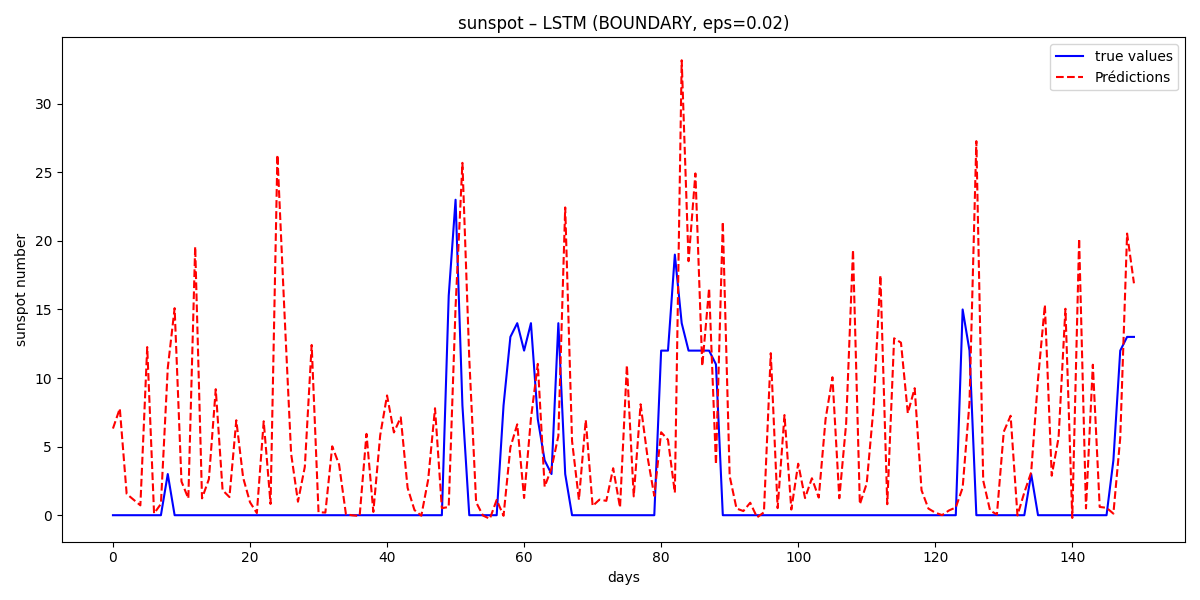 sunspot – LSTM (BOUNDARY, eps=0.02)
true values
Prédictions
sunspot number
30
25
20
15
10
5
0
0 20 40 60 80 100 120 140
days